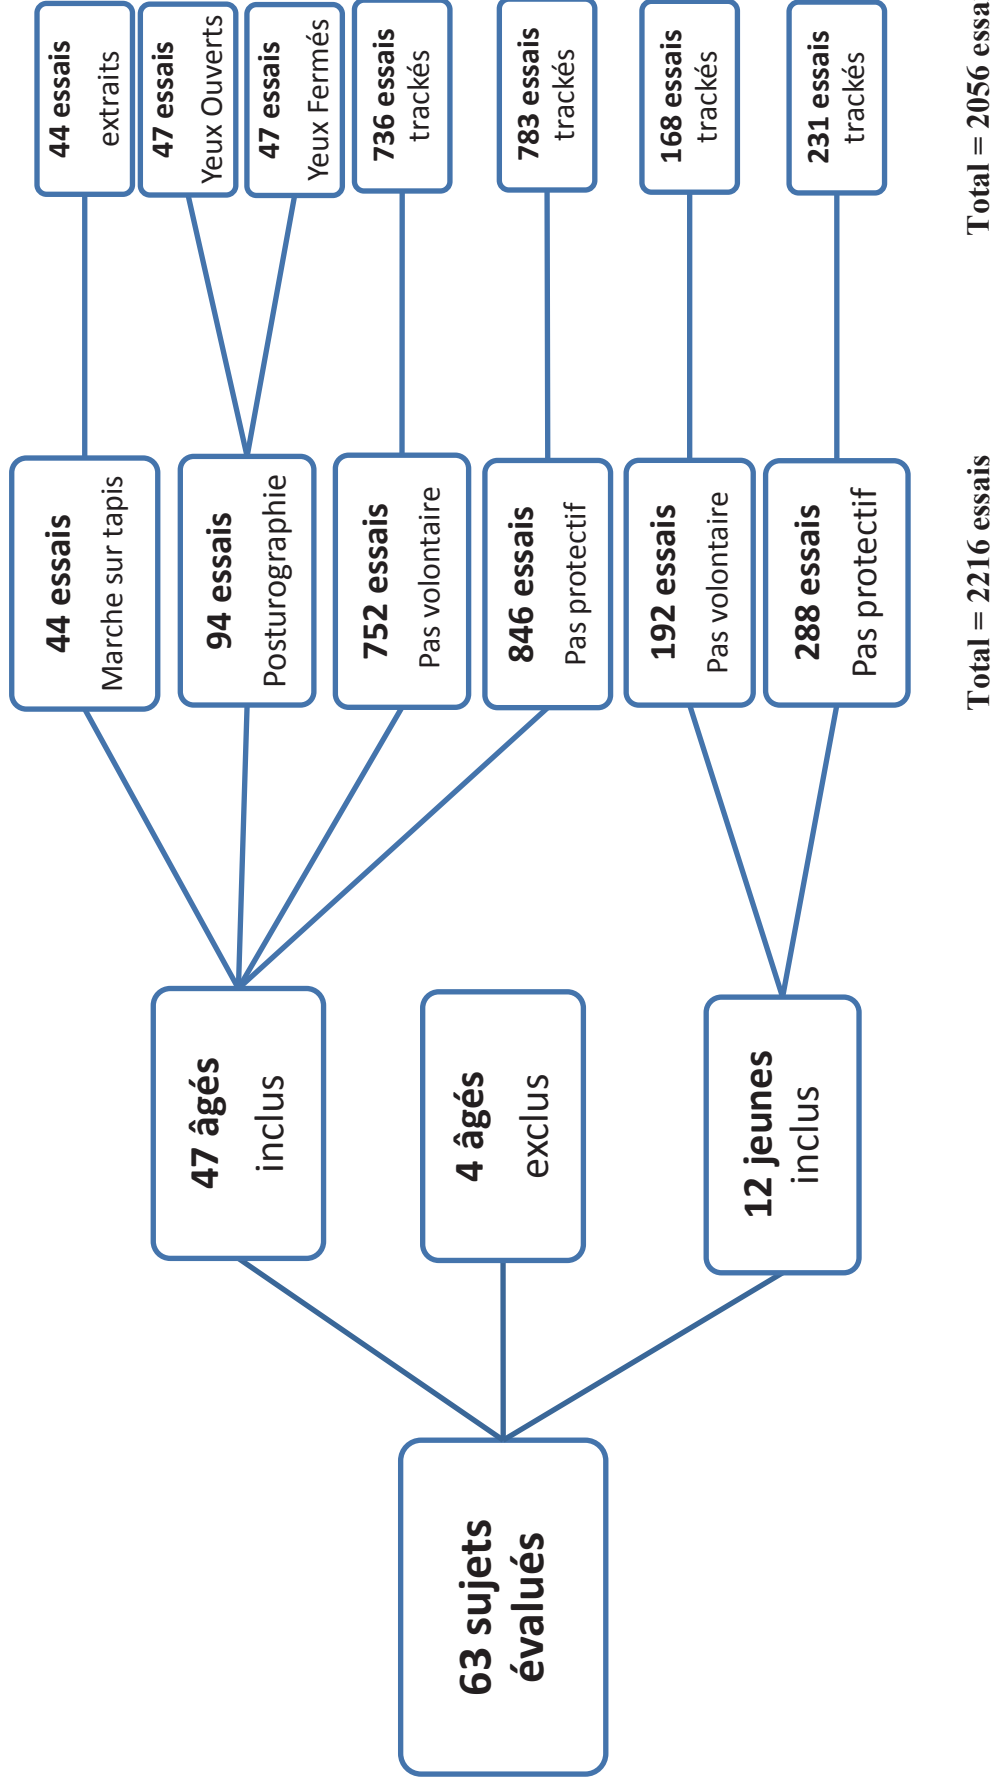 63 sujets
évalués
47 âgés
inclus
4 âgés
exclus
12 jeunes
inclus
44 essais
Marche sur tapis
94 essais
Posturographie
752 essais
Pas volontaire
846 essais
Pas protectif
192 essais
Pas volontaire
288 essais
Pas protectif
Total = 2216 essais
44 essais
extraits
47 essais
Yeux Ouverts
47 essais
Yeux Fermés
736 essais
trackés
783 essais
trackés
168 essais
trackés
231 essais
trackés
Total = 2056 essa